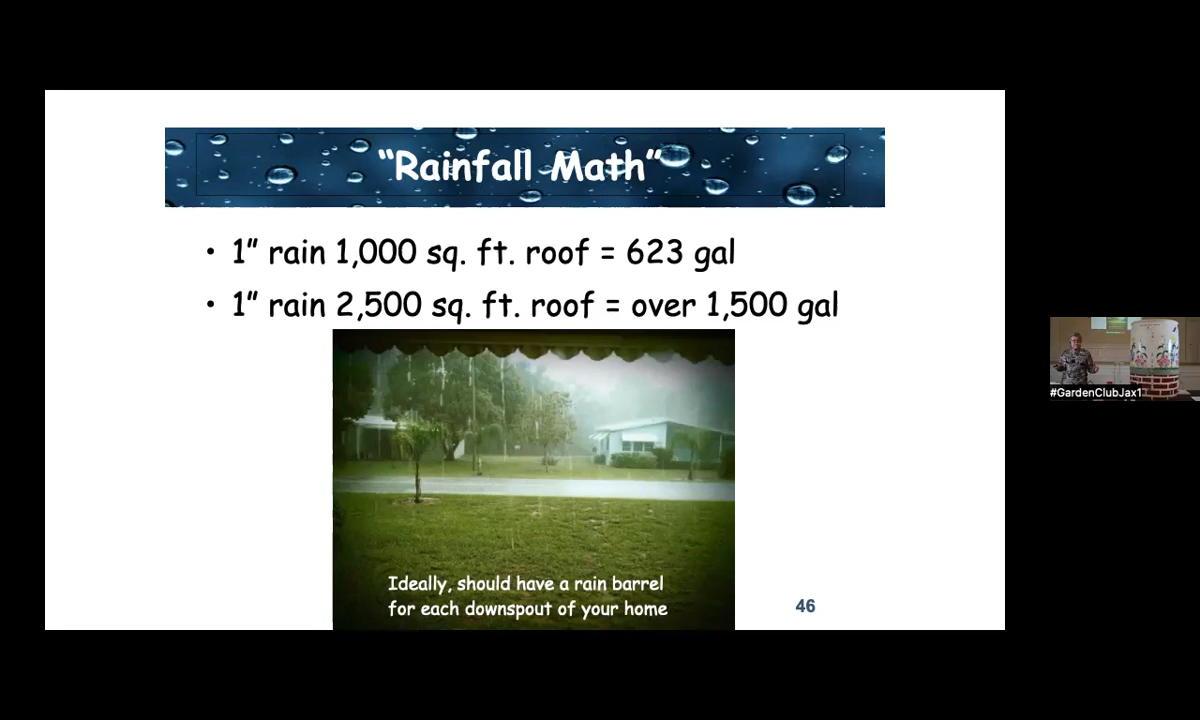 “Rainfall Math”
• 1” rain 1,000 sq. ft. roof = 623 gal
• 1” rain 2,500 sq. ft. roof = over 1,500 gal
Ideally, should have a rain barrel
for each downspout of your home
46
#GardenClubJax1